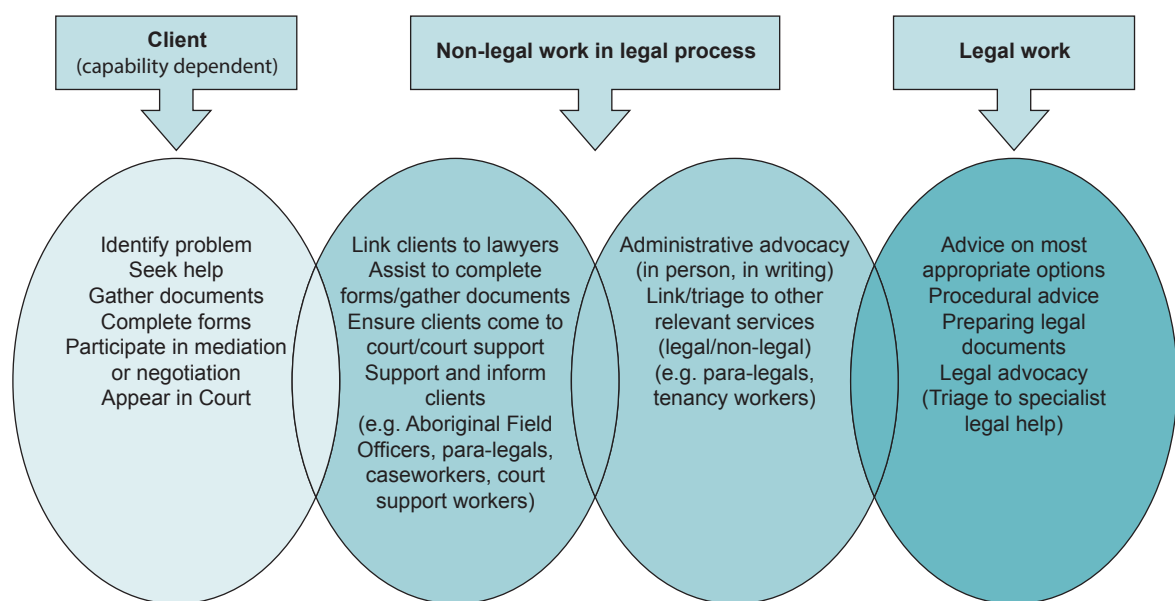 Client
(capability dependent)
Non-legal work in legal process
Legal work
Identify problem
Seek help
Gather documents
Complete forms
Participate in mediation
or negotiation
Appear in Court
Link clients to lawyers
Assist to complete
forms/gather documents
Ensure clients come to
court/court support
Support and inform
clients
(e.g. Aboriginal Field
Officers, para-legals,
caseworkers, court
support workers)
Administrative advocacy
(in person, in writing)
Link/triage to other
relevant services
(legal/non-legal)
(e.g. para-legals,
tenancy workers)
Advice on most
appropriate options
Procedural advice
Preparing legal
documents
Legal advocacy
(Triage to specialist
legal help)